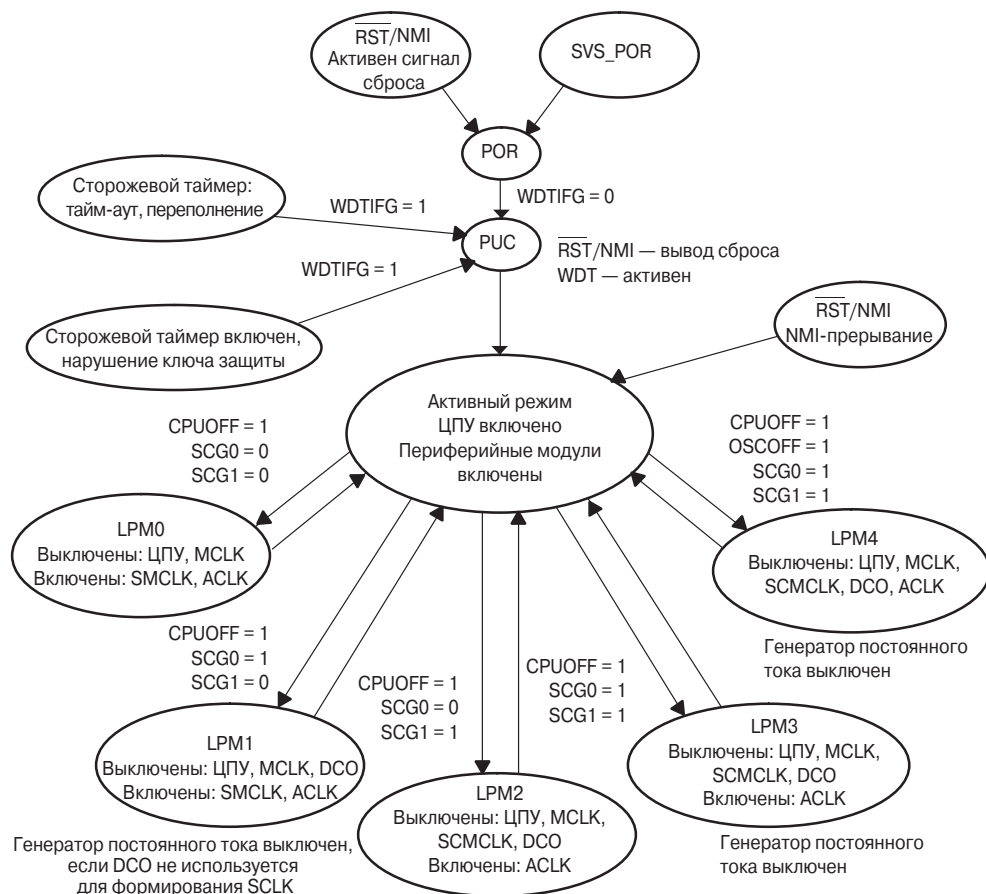 RST/NMI
Активен сигнал
сброса
SVS_POR
POR
Сторожевой таймер:
тайм-аут, переполнение
WDTIFG = 1
WDTIFG = 0
PUC
RST/NMI — вывод сброса
WDT — активен
WDTIFG = 1
Сторожевой таймер включен,
нарушение ключа защиты
RST/NMI
NMI-прерывание
Активный режим
ЦПУ включено
Периферийные модули
включены
CPUOFF = 1
SCG0 = 0
SCG1 = 0
CPUOFF = 1
OSCOFF = 1
SCG0 = 1
SCG1 = 1
LPM0
Выключены: ЦПУ, MCLK
Включены: SMCLK, ACLK
LPM4
Выключены: ЦПУ, MCLK,
SCMCLK, DCO, ACLK
Генератор постоянного
тока выключен
CPUOFF = 1
SCG0 = 1
SCG1 = 0
CPUOFF = 1
SCG0 = 0
SCG1 = 1
CPUOFF = 1
SCG0 = 1
SCG1 = 1
LPM1
Выключены: ЦПУ, MCLK, DCO
Включены: SMCLK, ACLK
Генератор постоянного тока выключен,
если DCO не используется
для формирования SCLK
LPM2
Выключены: ЦПУ, MCLK,
SCMCLK, DCO
Включены: ACLK
LPM3
Выключены: ЦПУ, MCLK,
SCMCLK, DCO
Включены: ACLK
Генератор постоянного
тока выключен